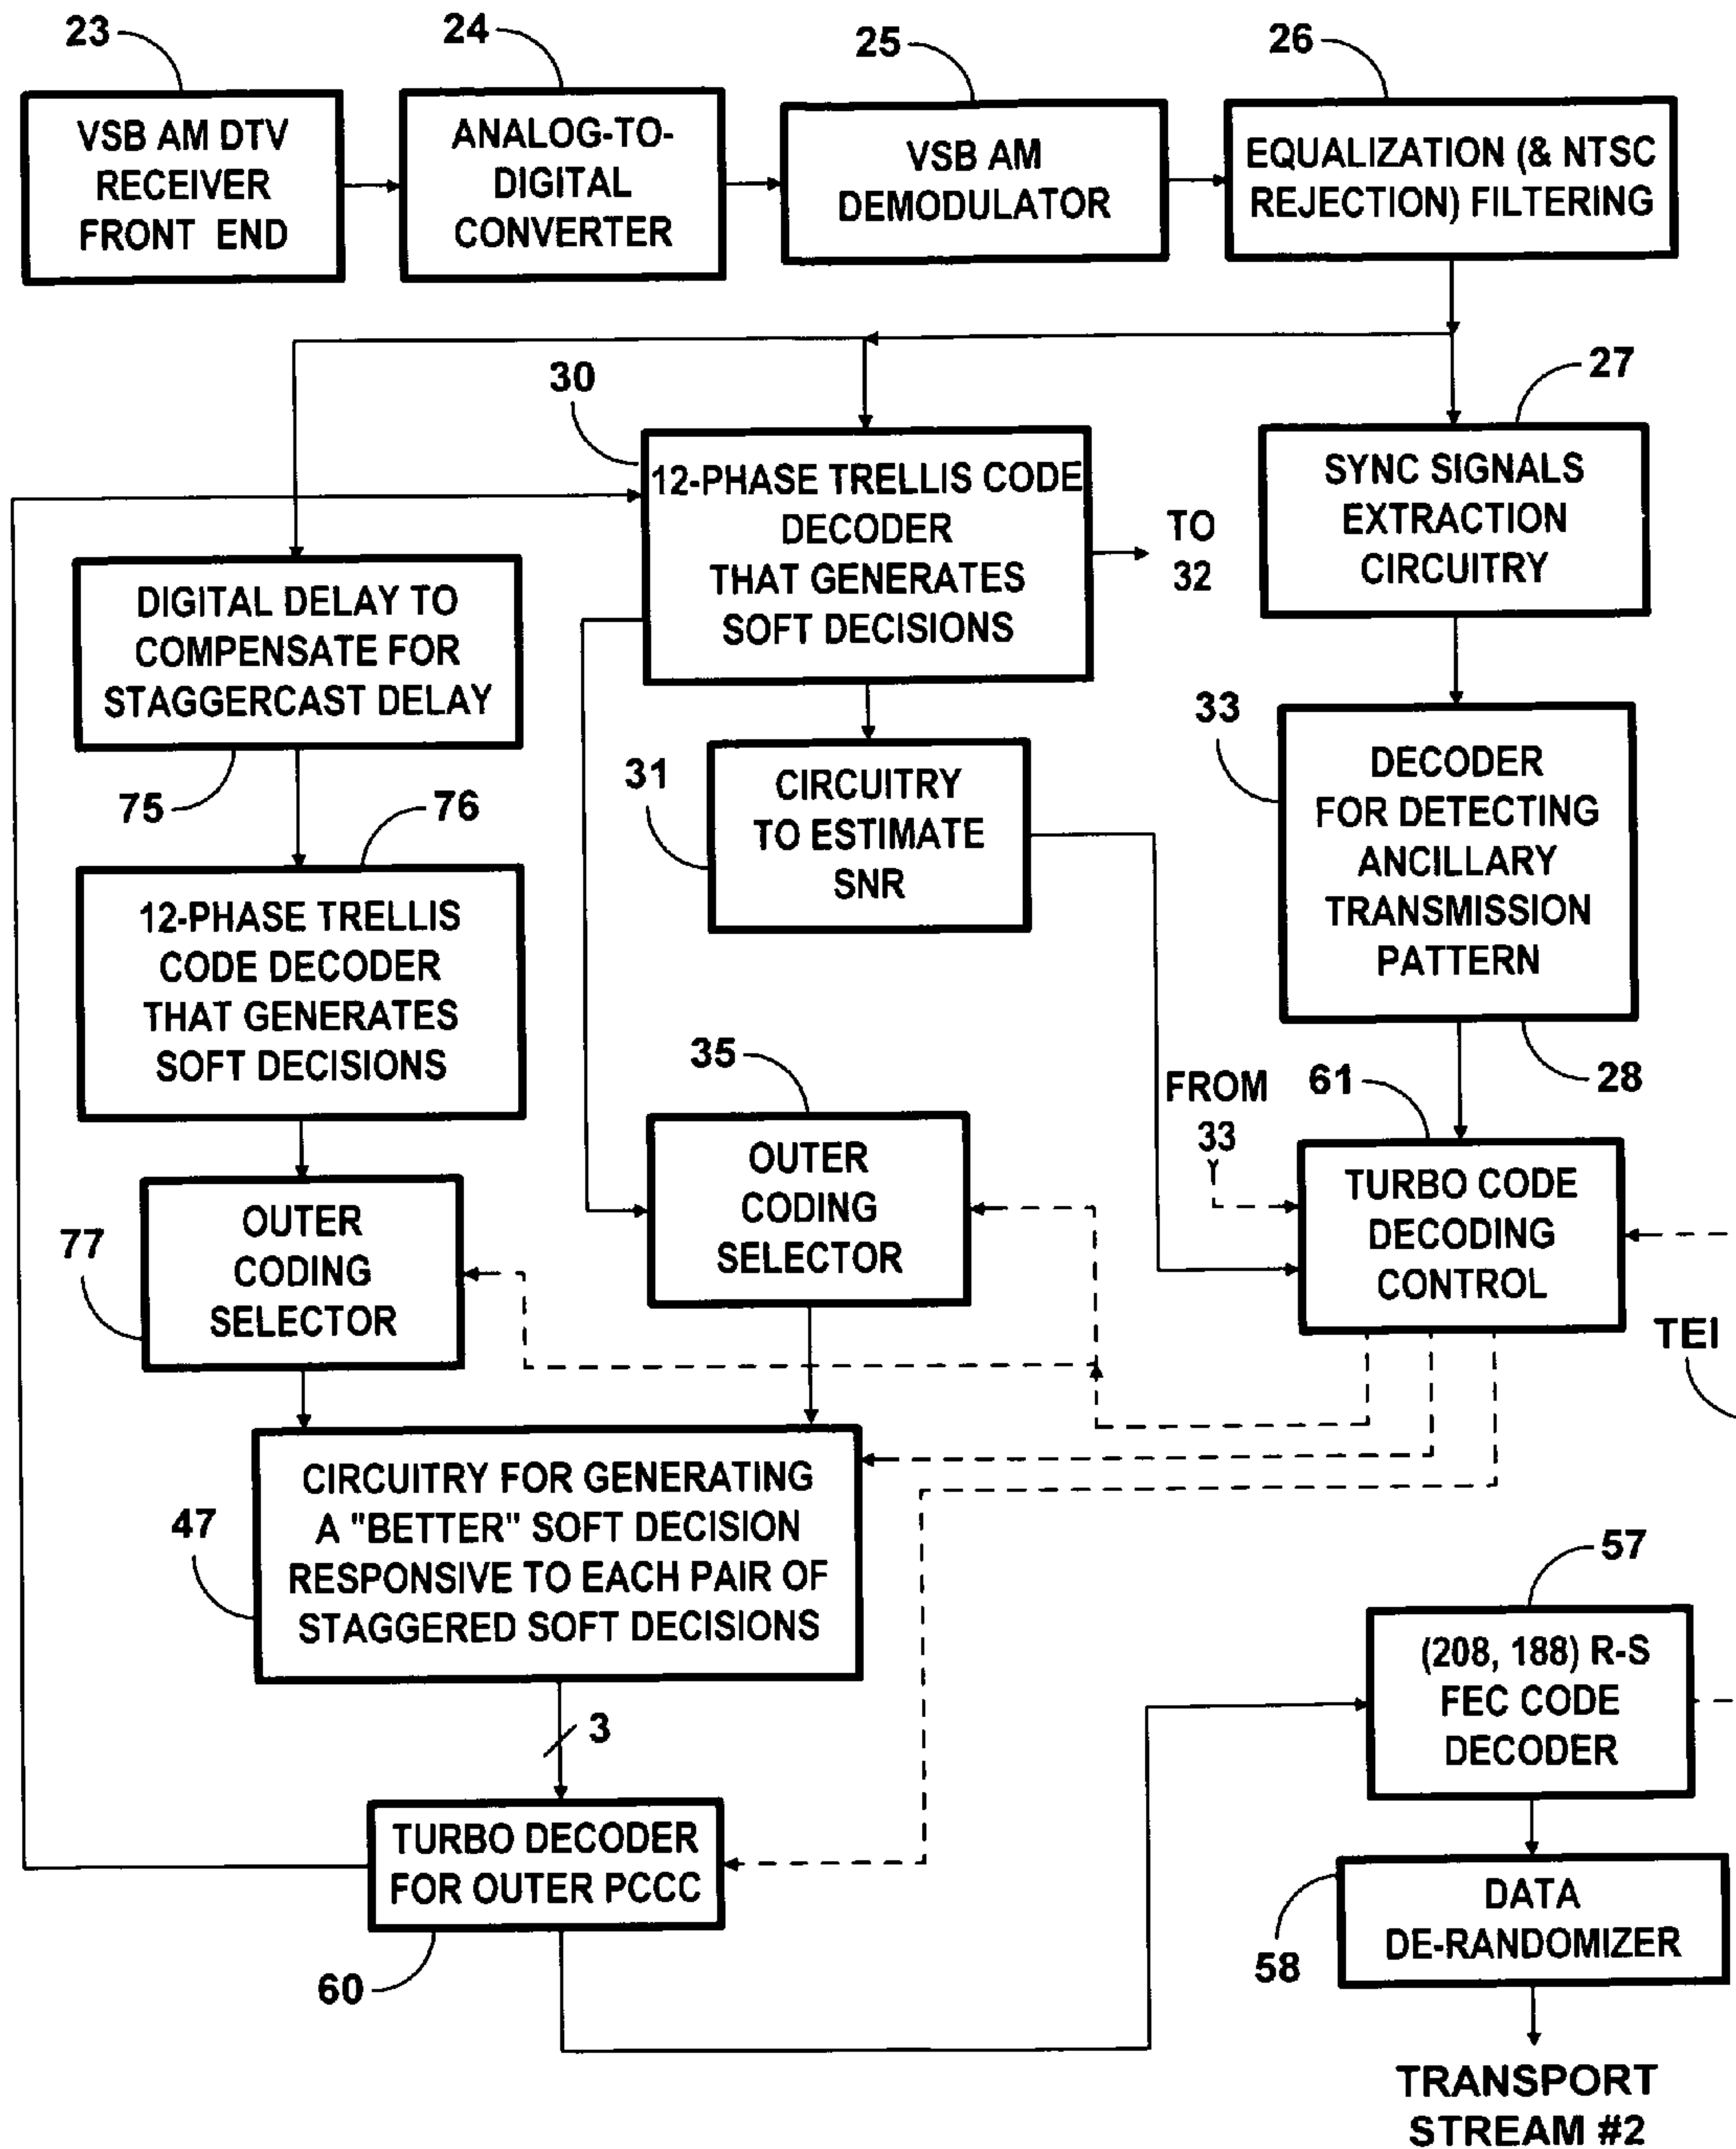 23
24
25
26
VSB AM DTV
RECEIVER
FRONT END
ANALOG-TO-
DIGITAL
CONVERTER
VSB AM
DEMODULATOR
EQUALIZATION (& NTSC
REJECTION) FILTERING
30
27
12-PHASE TRELLIS CODE
DECODER
THAT GENERATES
SOFT DECISIONS
TO
32
SYNC SIGNALS
EXTRACTION
CIRCUITRY
DIGITAL DELAY TO
COMPENSATE FOR
STAGGERCAST DELAY
75
76
31
CIRCUITRY
TO ESTIMATE
SNR
33
DECODER
FOR DETECTING
ANCILLARY
TRANSMISSION
PATTERN
28
12-PHASE TRELLIS
CODE DECODER
THAT GENERATES
SOFT DECISIONS
35
FROM
33
61
OUTER
CODING
SELECTOR
77
OUTER
CODING
SELECTOR
TURBO CODE
DECODING
CONTROL
TEI
47
CIRCUITRY FOR GENERATING
A "BETTER" SOFT DECISION
RESPONSIVE TO EACH PAIR OF
STAGGERED SOFT DECISIONS
57
(208, 188) R-S
FEC CODE
DECODER
3
TURBO DECODER
FOR OUTER PCCC
60
DATA
DE-RANDOMIZER
58
TRANSPORT
STREAM #2